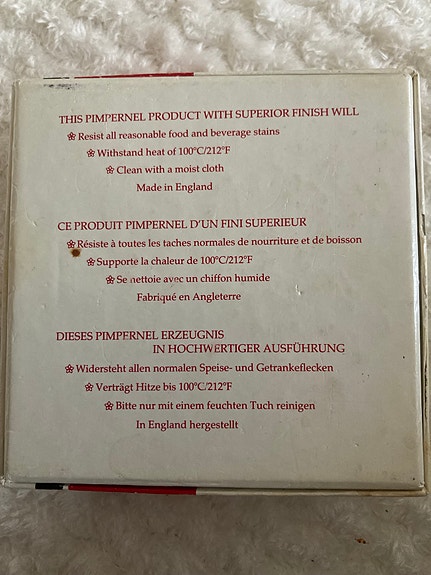 THIS PIMPERNEL PRODUCT WITH SUPERIOR FINISH WILL
Resist all reasonable food and beverage stains
Withstand heat of 100°C/212°F
Clean with a moist cloth
Made in England
CE PRODUIT PIMPERNEL D'UN FINI SUPERIEUR
Résiste à toutes les taches normales de nourriture et de boisson
Supporte la chaleur de 100°C/212°F
Se nettoie avec un chiffon humide
Fabriqué en Angleterre
DIESES PIMPERNEL ERZEUGNIS
IN HOCHWERTIGER AUSFÜHRUNG
Widersteht allen normalen Speise- und Getrankeflecken
Verträgt Hitze bis 100°C/212°F
Bitte nur mit einem feuchten Tuch reinigen
In England hergestellt